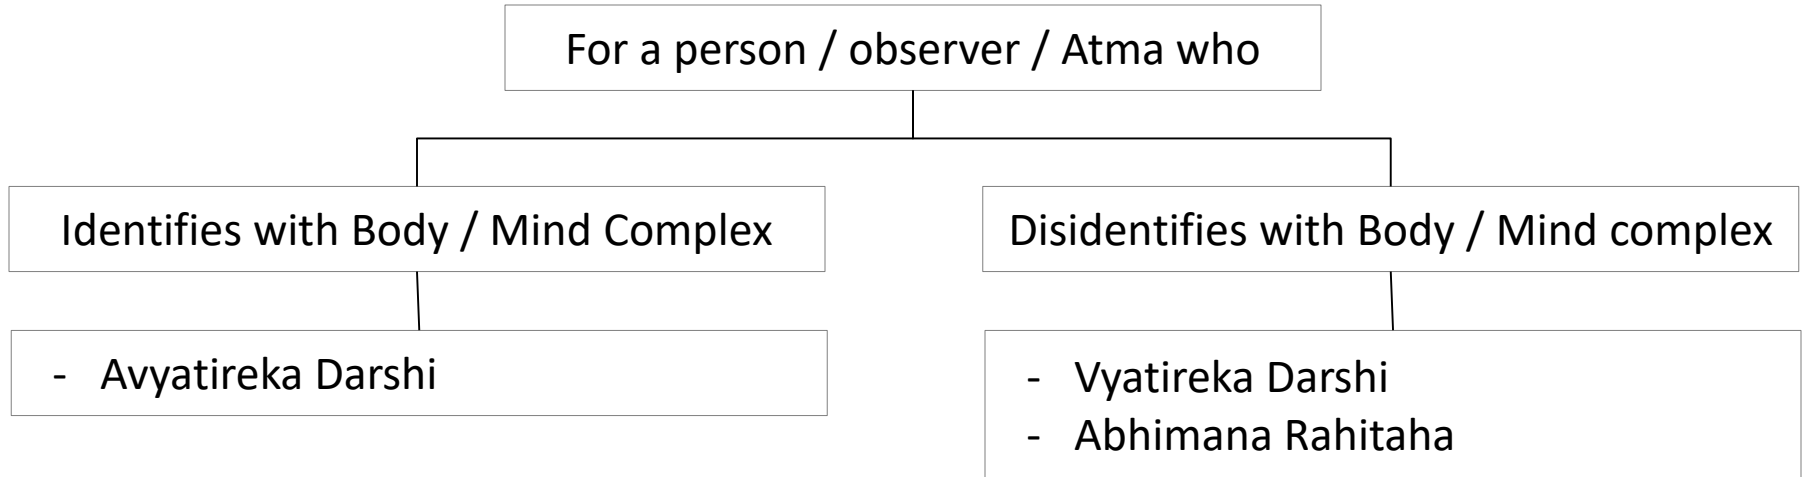 For a person / observer / Atma who
Identifies with Body / Mind Complex
Disidentifies with Body / Mind complex
- Avyatireka Darshi
- Vyatireka Darshi
- Abhimana Rahitaha